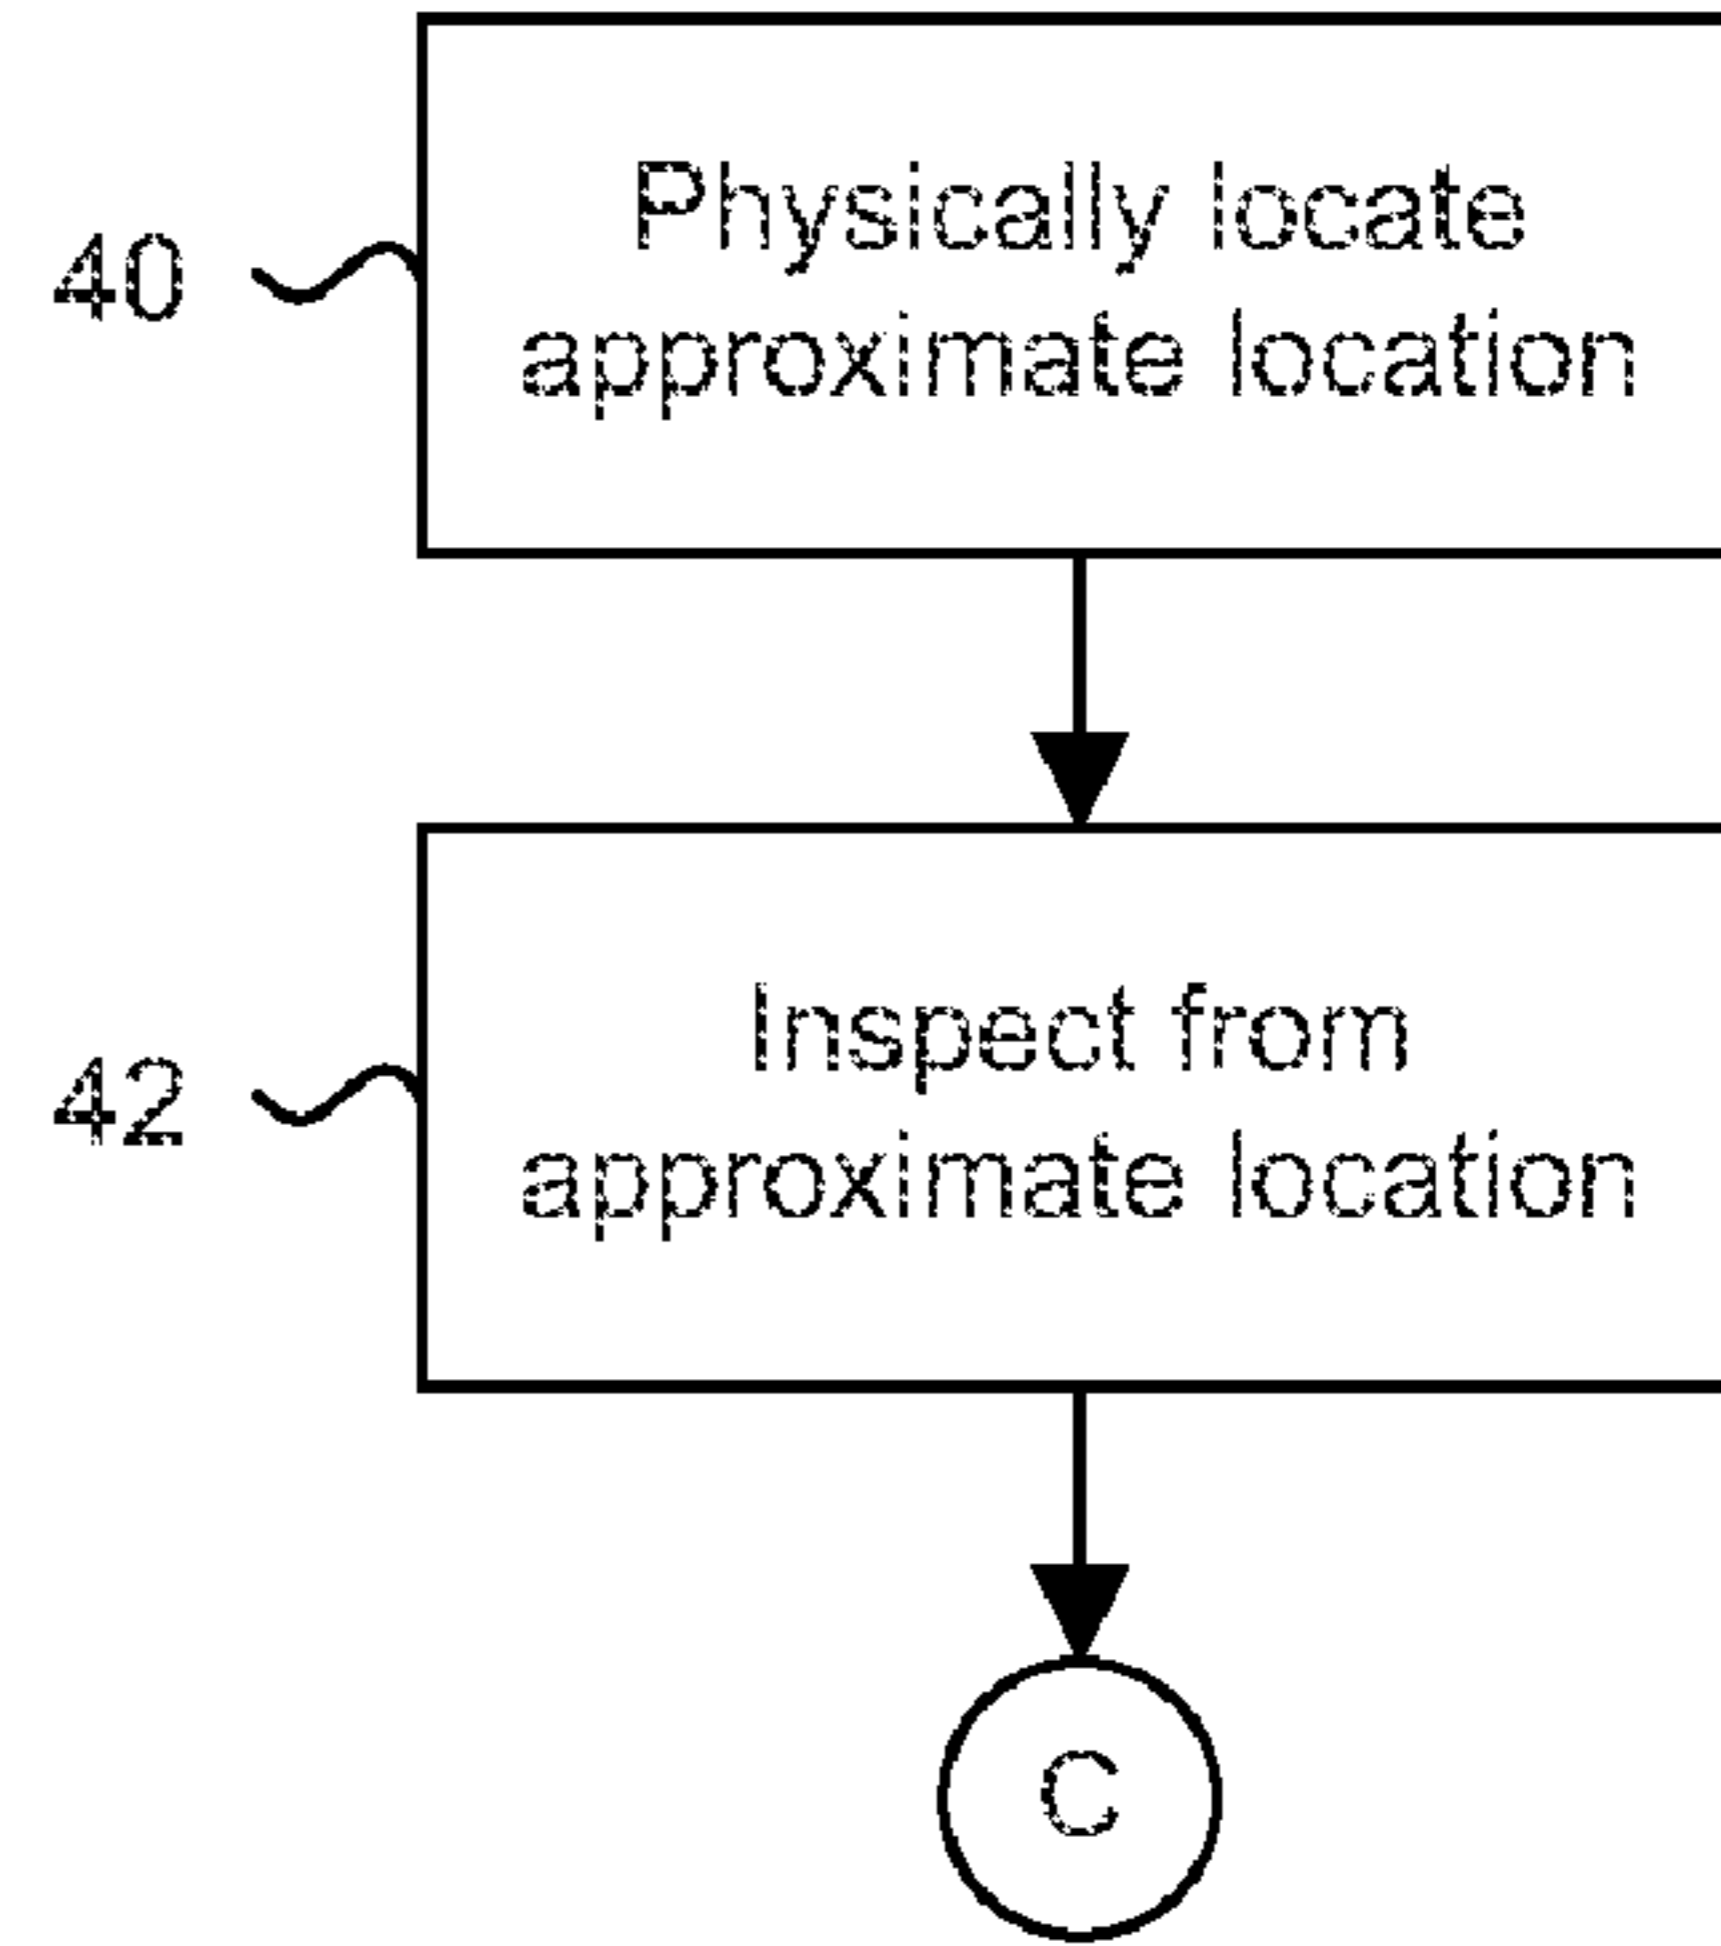 40
Physically locate
approximate location
42
Inspect from
approximate location
C